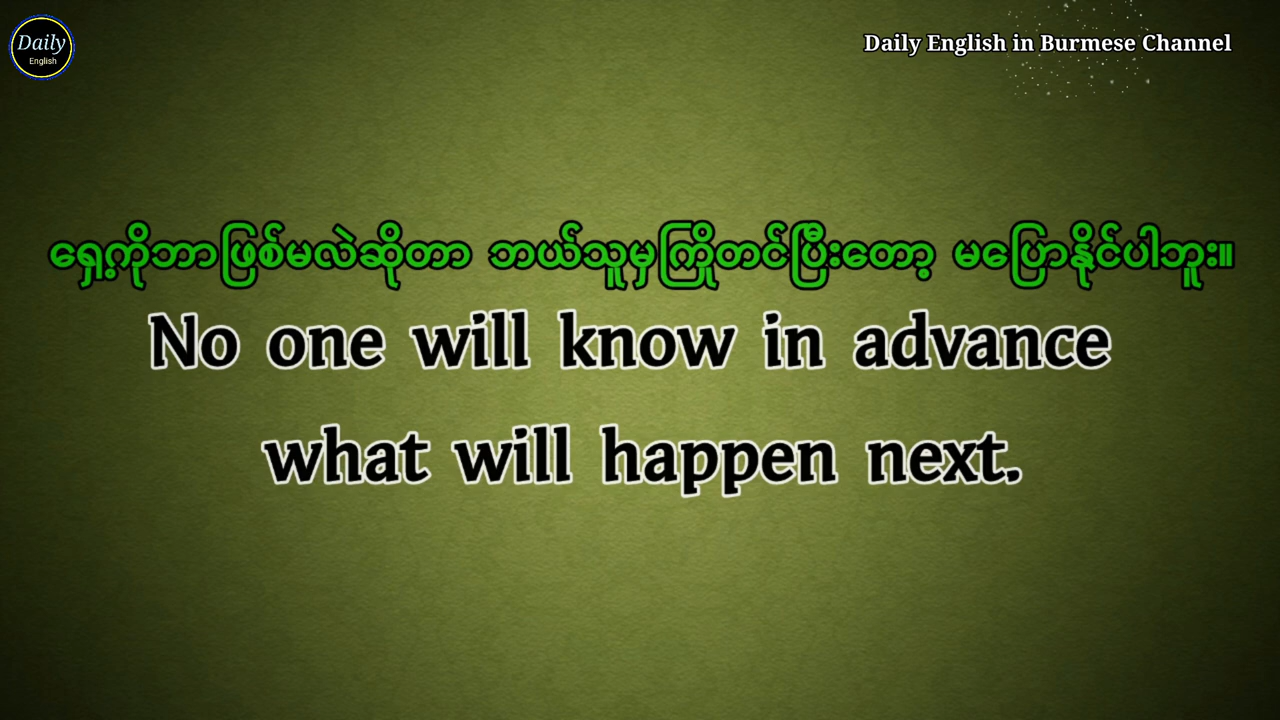 Daily
English
Daily English in Burmese Channel
ရှေ့ကိုဘာဖြစ်မလဲဆိုတာ ဘယ်သူမှကြိုတင်ပြီးတော့ မပြောနိုင်ပါဘူး။
No one will know in advance
what will happen next.